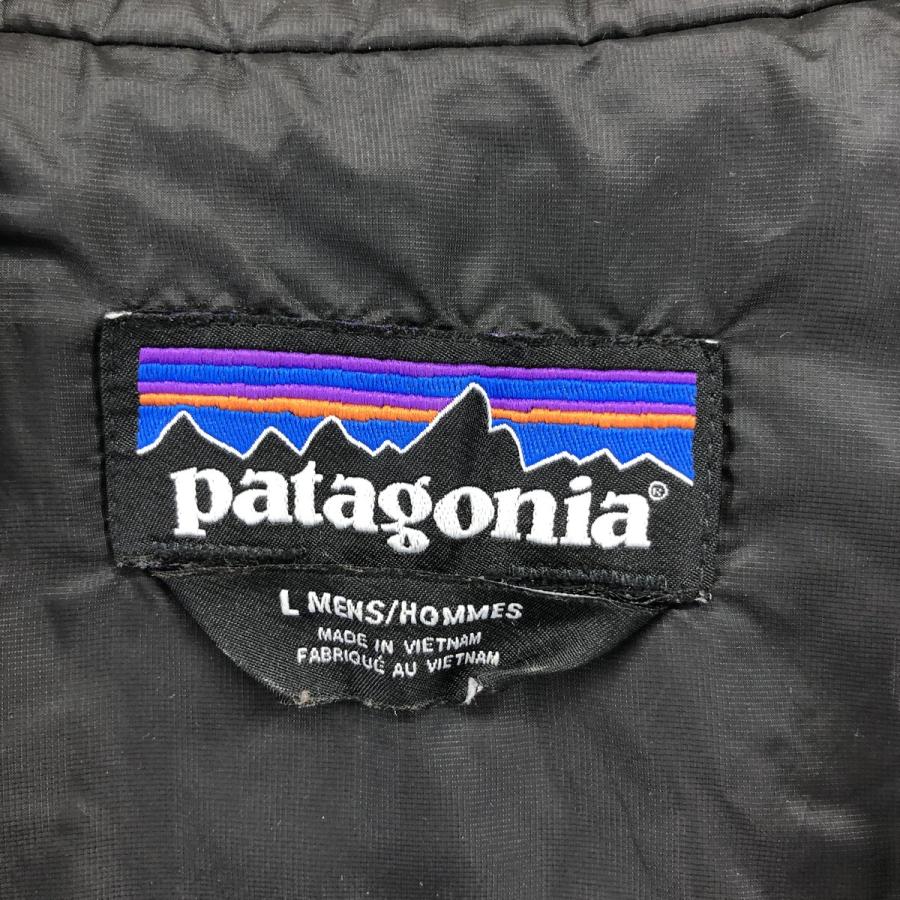 patagonia®
L MENS/HOMMES
MADE IN VIETNAM
FABRIQUÉ AU VIETNAM